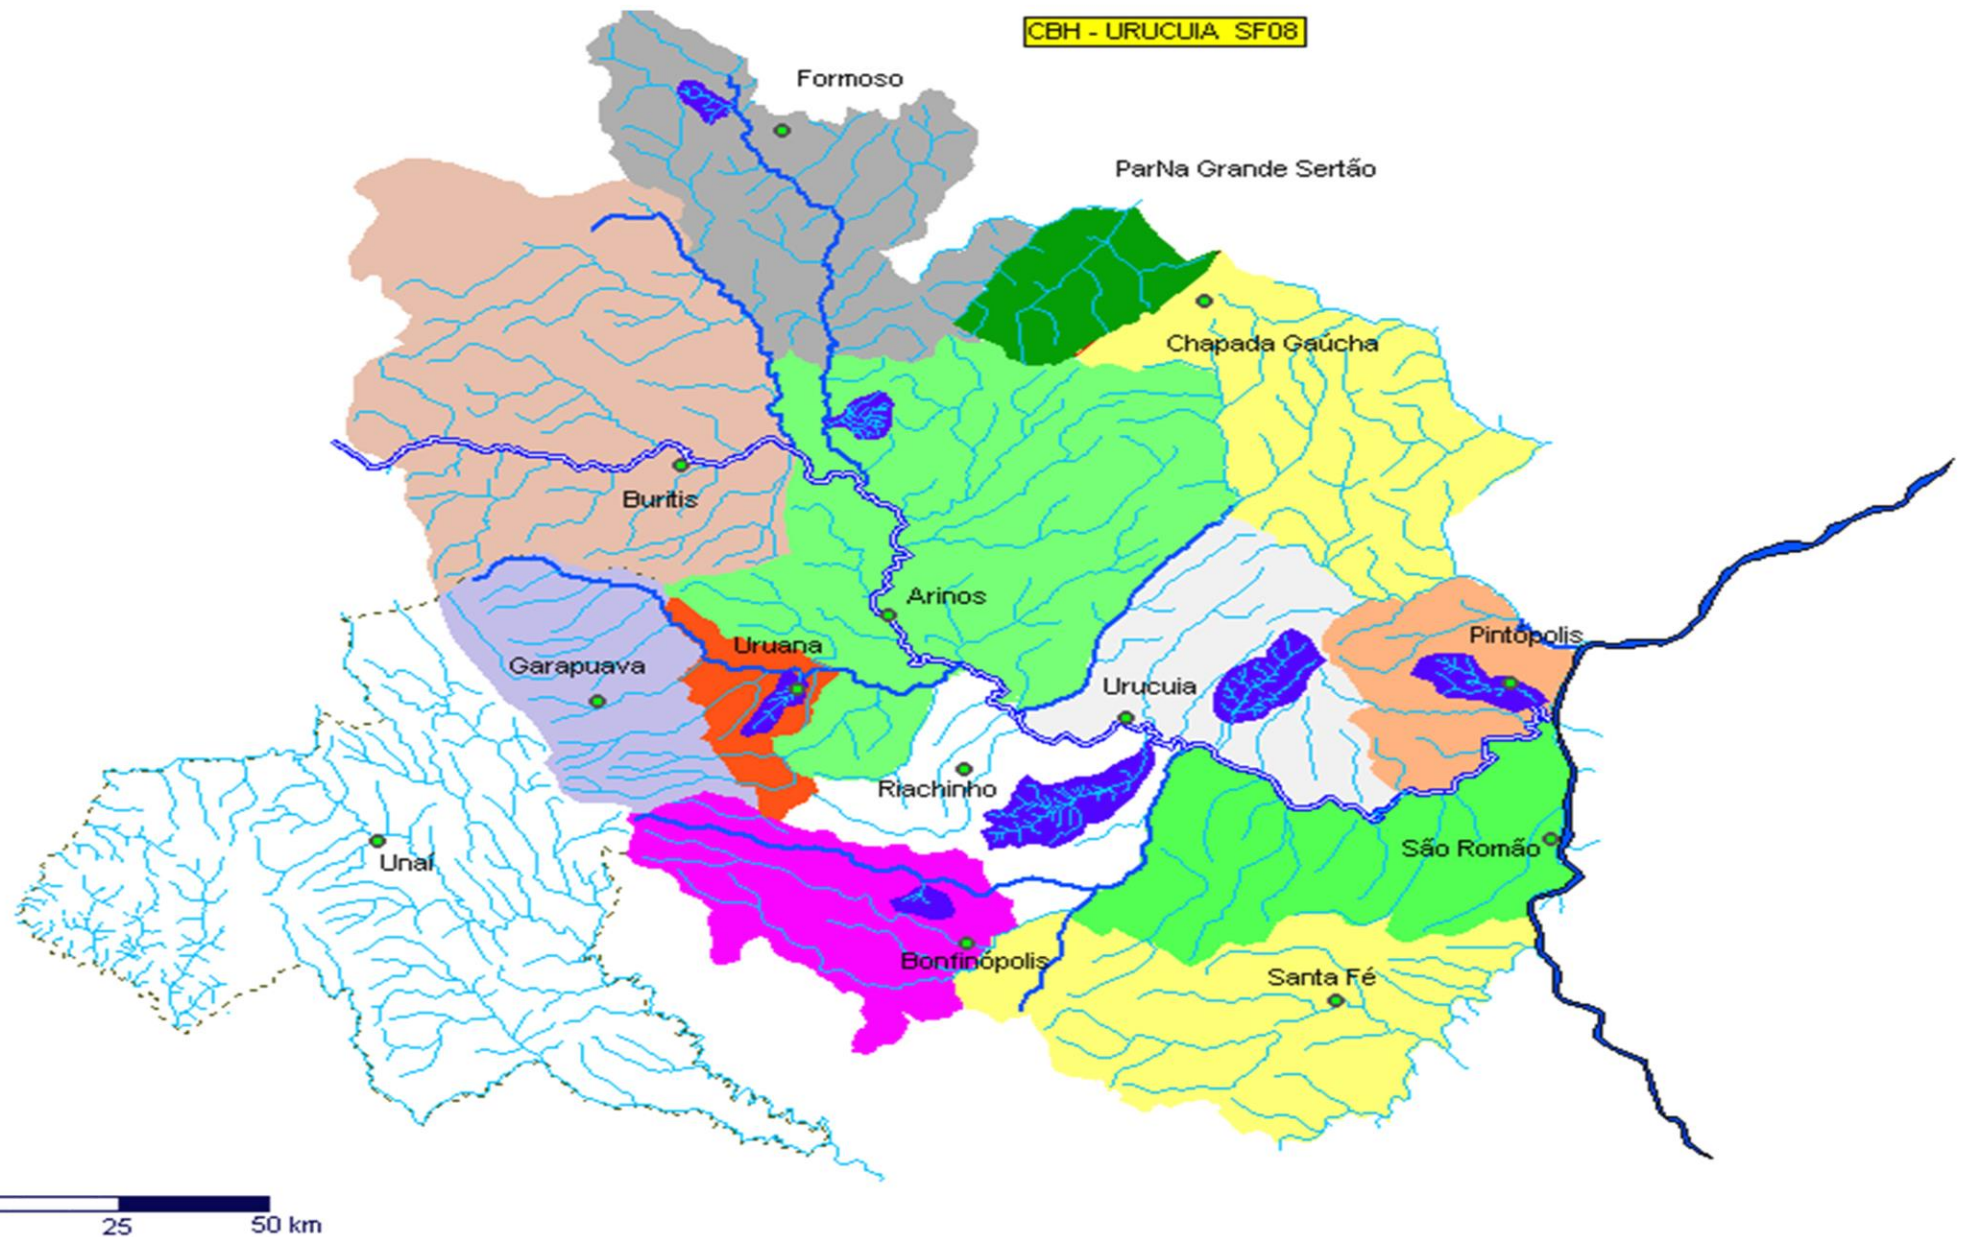 CBH - URUCUIA SF08
Formoso
ParNa Grande Sertão
Chapada Gaúcha
Buritis
Arinos
Pintópolis
Uruana
Garapuava
Urucuia
Riachinho
São Romão
Unaí
Bonfinópolis
Santa Fé
25 50 km